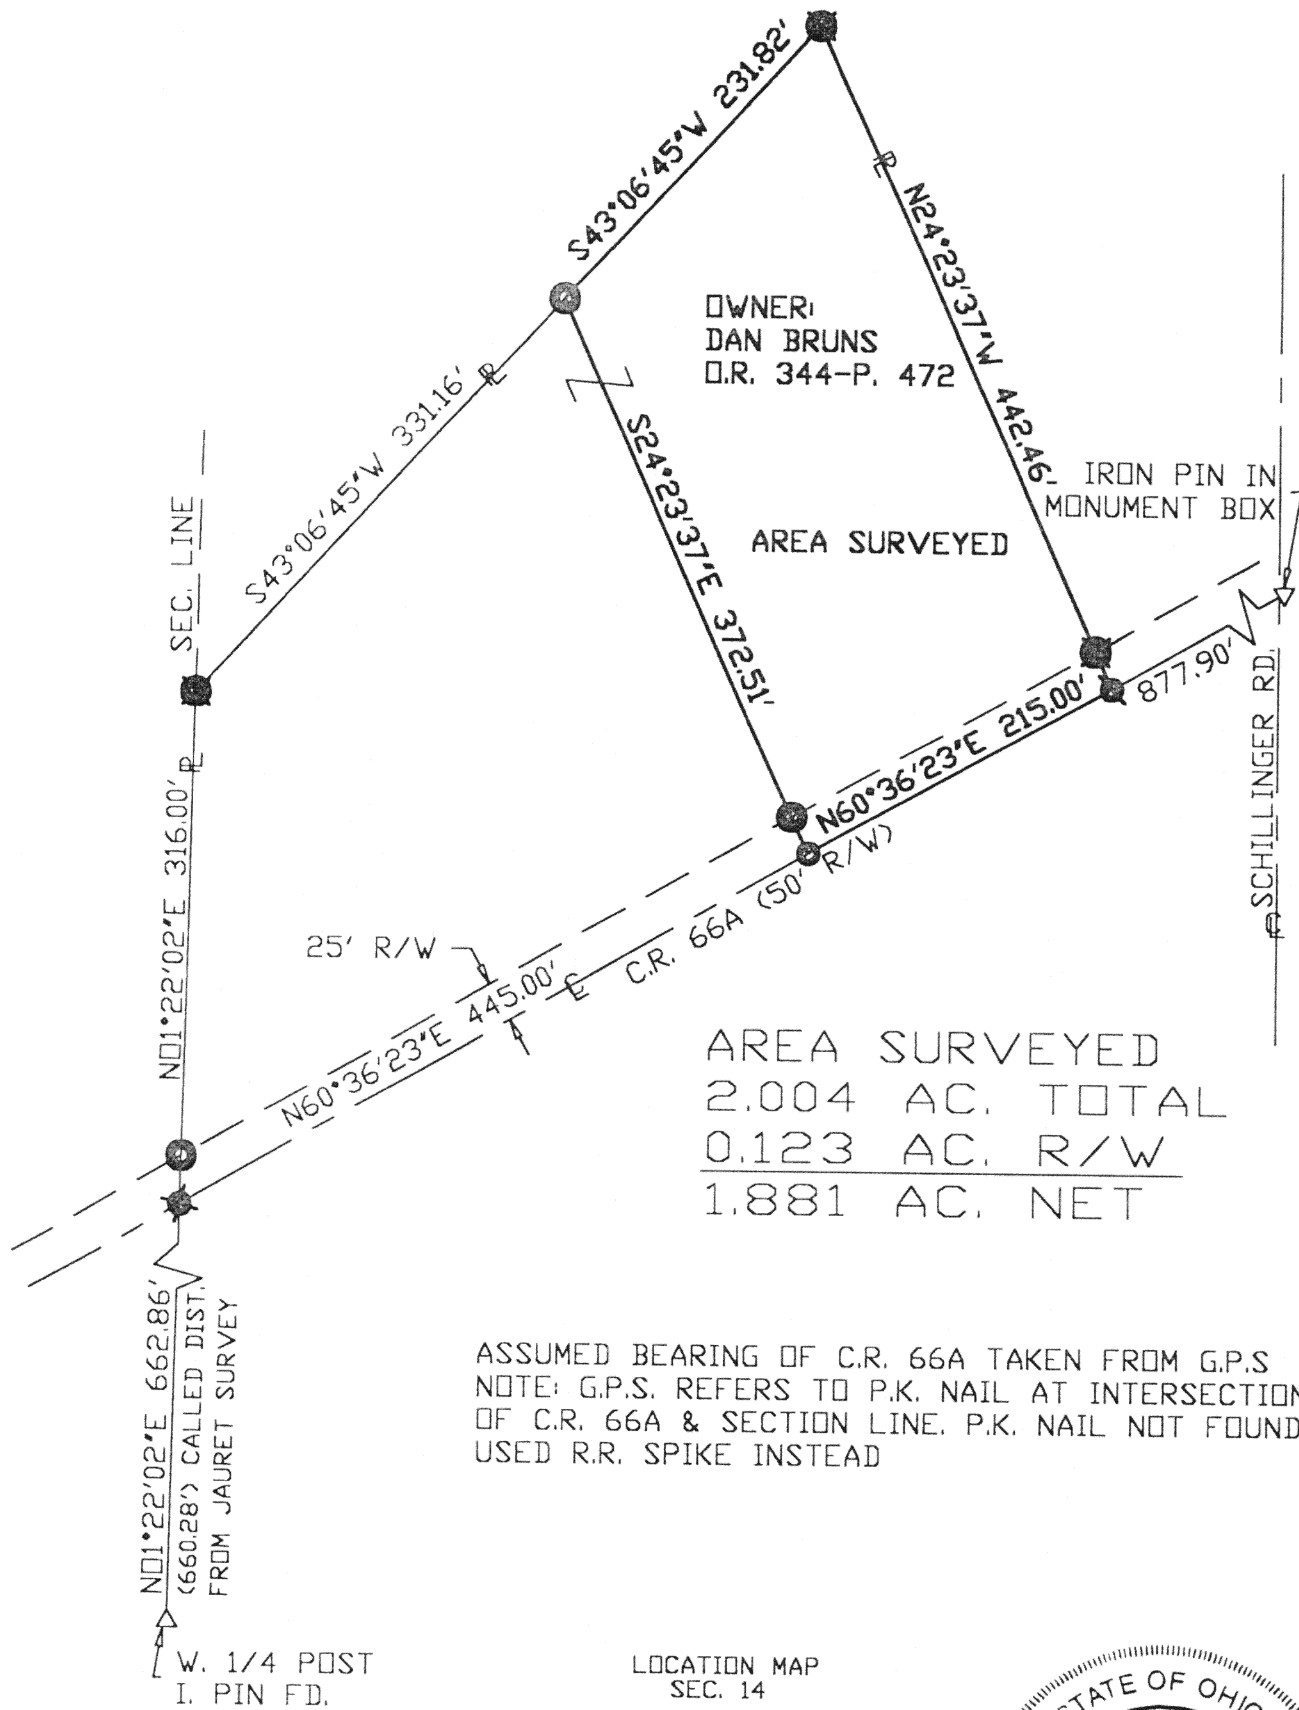 S43°06'45"W 231.82'
N24°23'37"W 442.46'
OWNER:
DAN BRUNS
O.R. 344-P. 472
S43°06'45"W 331.16'
S24°23'37"E 372.51'
AREA SURVEYED
IRON PIN IN
MONUMENT BOX
SEC. LINE
PL
PL
PL
N60°36'23"E 215.00'
877.90'
SCHILLINGER RD.
CL
N01°22'02"E 316.00'
25' R/W
N60°36'23"E 445.00'
CL C.R. 66A (50' R/W)
AREA SURVEYED
2.004 AC. TOTAL
0.123 AC. R/W
1.881 AC. NET
N01°22'02"E 662.86'
(660.28') CALLED DIST.
FROM JAURET SURVEY
ASSUMED BEARING OF C.R. 66A TAKEN FROM G.P.S
NOTE: G.P.S. REFERS TO P.K. NAIL AT INTERSECTION
OF C.R. 66A & SECTION LINE. P.K. NAIL NOT FOUND
USED R.R. SPIKE INSTEAD
W. 1/4 POST
I. PIN FD.
LOCATION MAP
SEC. 14
STATE OF OHIO